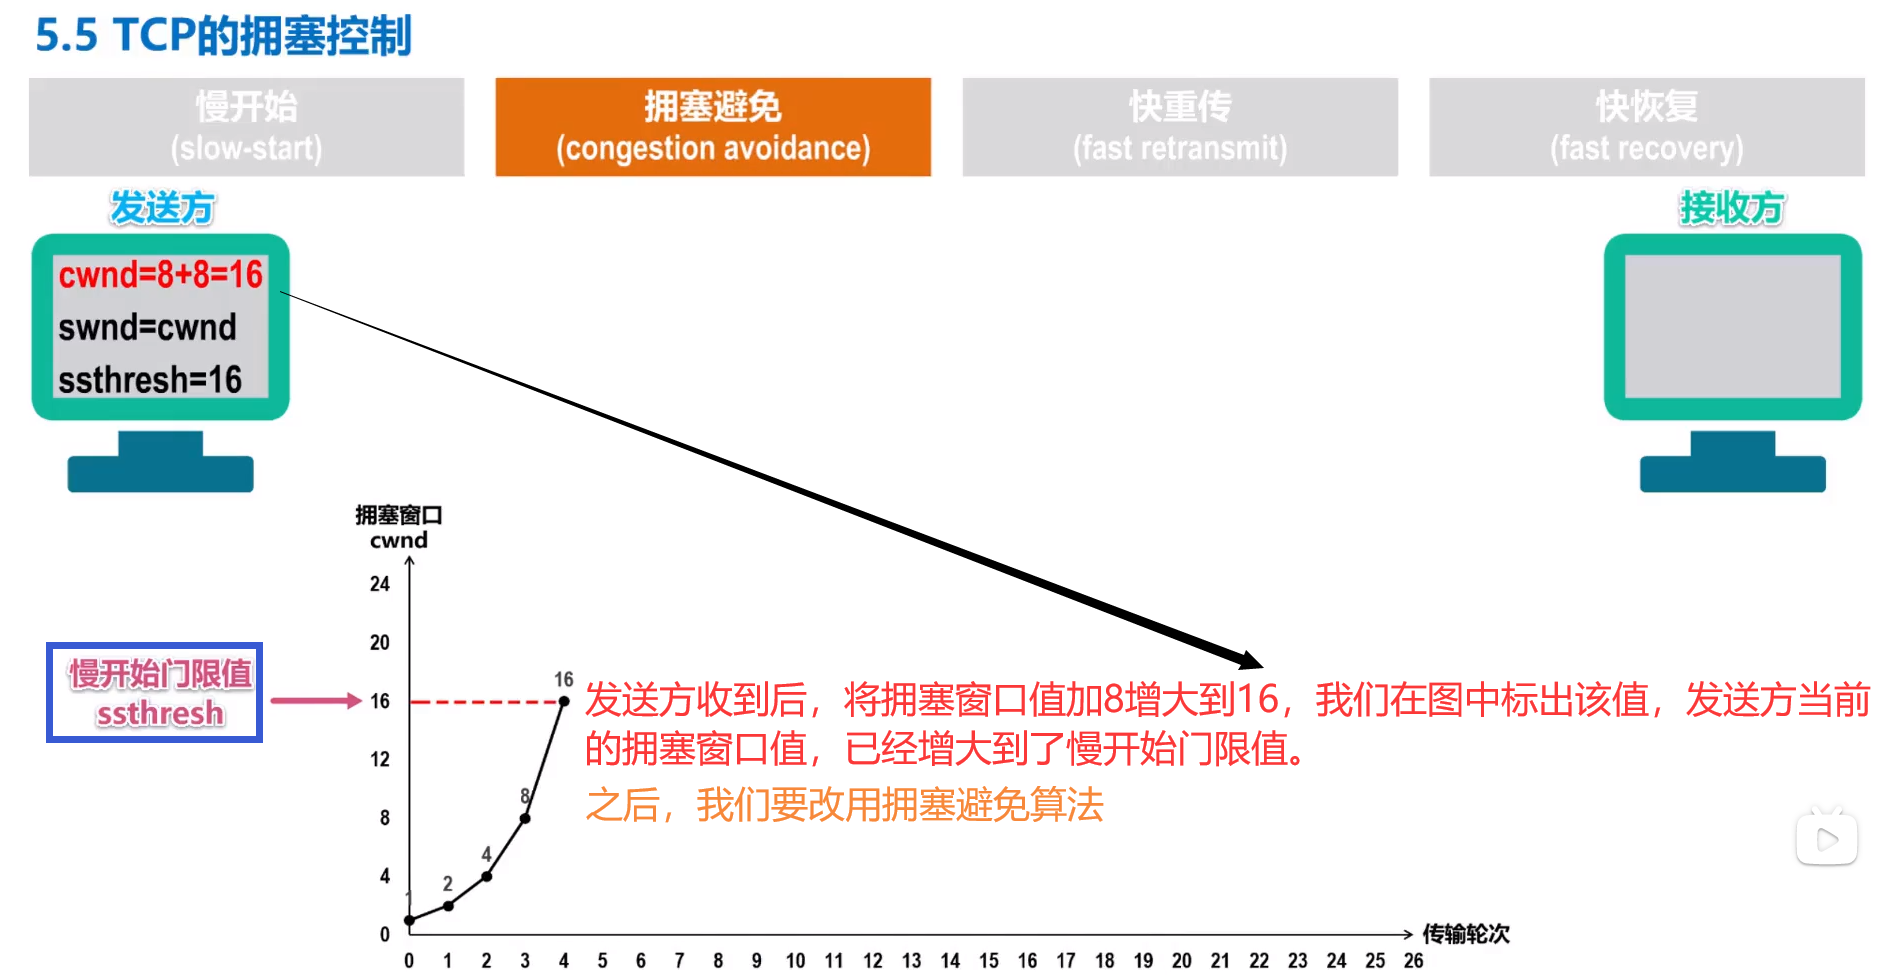 5.5 TCP的拥塞控制
慢开始
(slow-start)
拥塞避免
(congestion avoidance)
快重传
(fast retransmit)
快恢复
(fast recovery)
发送方
接收方
cwnd=8+8=16
swnd=cwnd
ssthresh=16
拥塞窗口
cwnd
24
20
慢开始门限值
ssthresh
16
16
发送方收到后，将拥塞窗口值加8增大到16，我们在图中标出该值，发送方当前
的拥塞窗口值，已经增大到了慢开始门限值。
之后，我们要改用拥塞避免算法
12
8
8
4
4
2
1
0
传输轮次
0 1 2 3 4 5 6 7 8 9 10 11 12 13 14 15 16 17 18 19 20 21 22 23 24 25 26